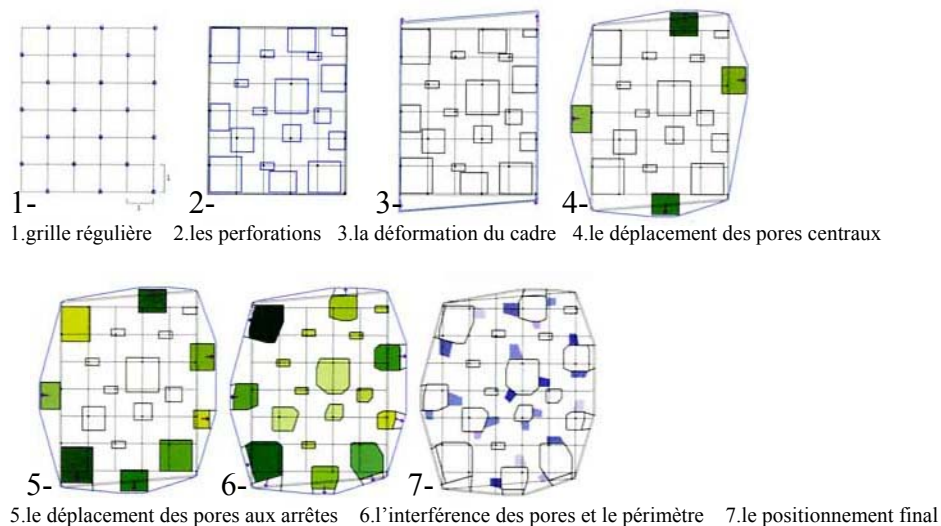 1- 2- 3- 4-
1.grille régulière 2.les perforations 3.la déformation du cadre 4.le déplacement des pores centraux
5- 6- 7-
5.le déplacement des pores aux arrêtes 6.l’interférence des pores et le périmètre 7.le positionnement final